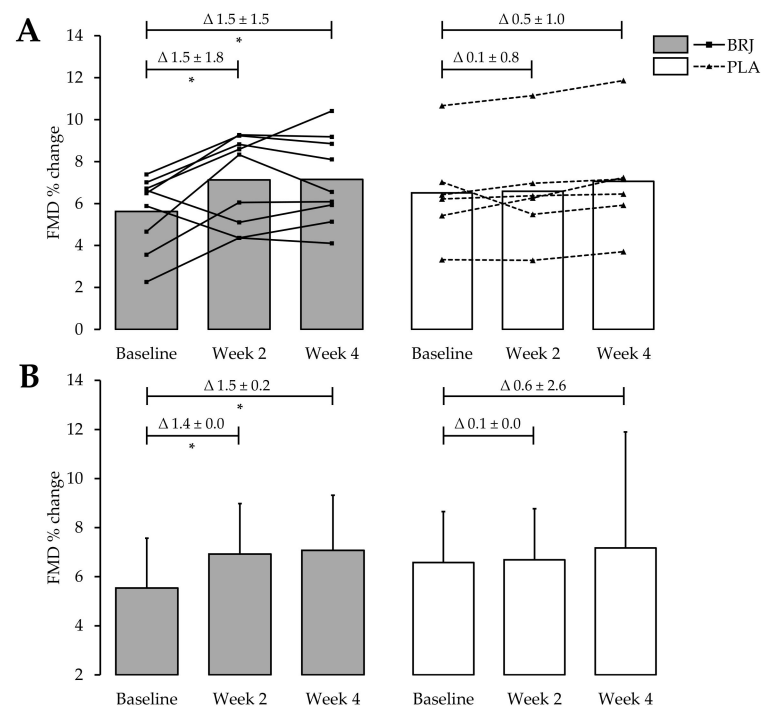 A
Δ 1.5 ± 1.5
*
Δ 1.5 ± 1.8
*
Δ 0.5 ± 1.0
Δ 0.1 ± 0.8
BRJ
PLA
FMD % change
14
12
10
8
6
4
2
0
Baseline Week 2 Week 4 Baseline Week 2 Week 4
B
Δ 1.5 ± 0.2
*
Δ 1.4 ± 0.0
*
Δ 0.6 ± 2.6
Δ 0.1 ± 0.0
FMD % change
14
12
10
8
6
4
2
Baseline Week 2 Week 4 Baseline Week 2 Week 4